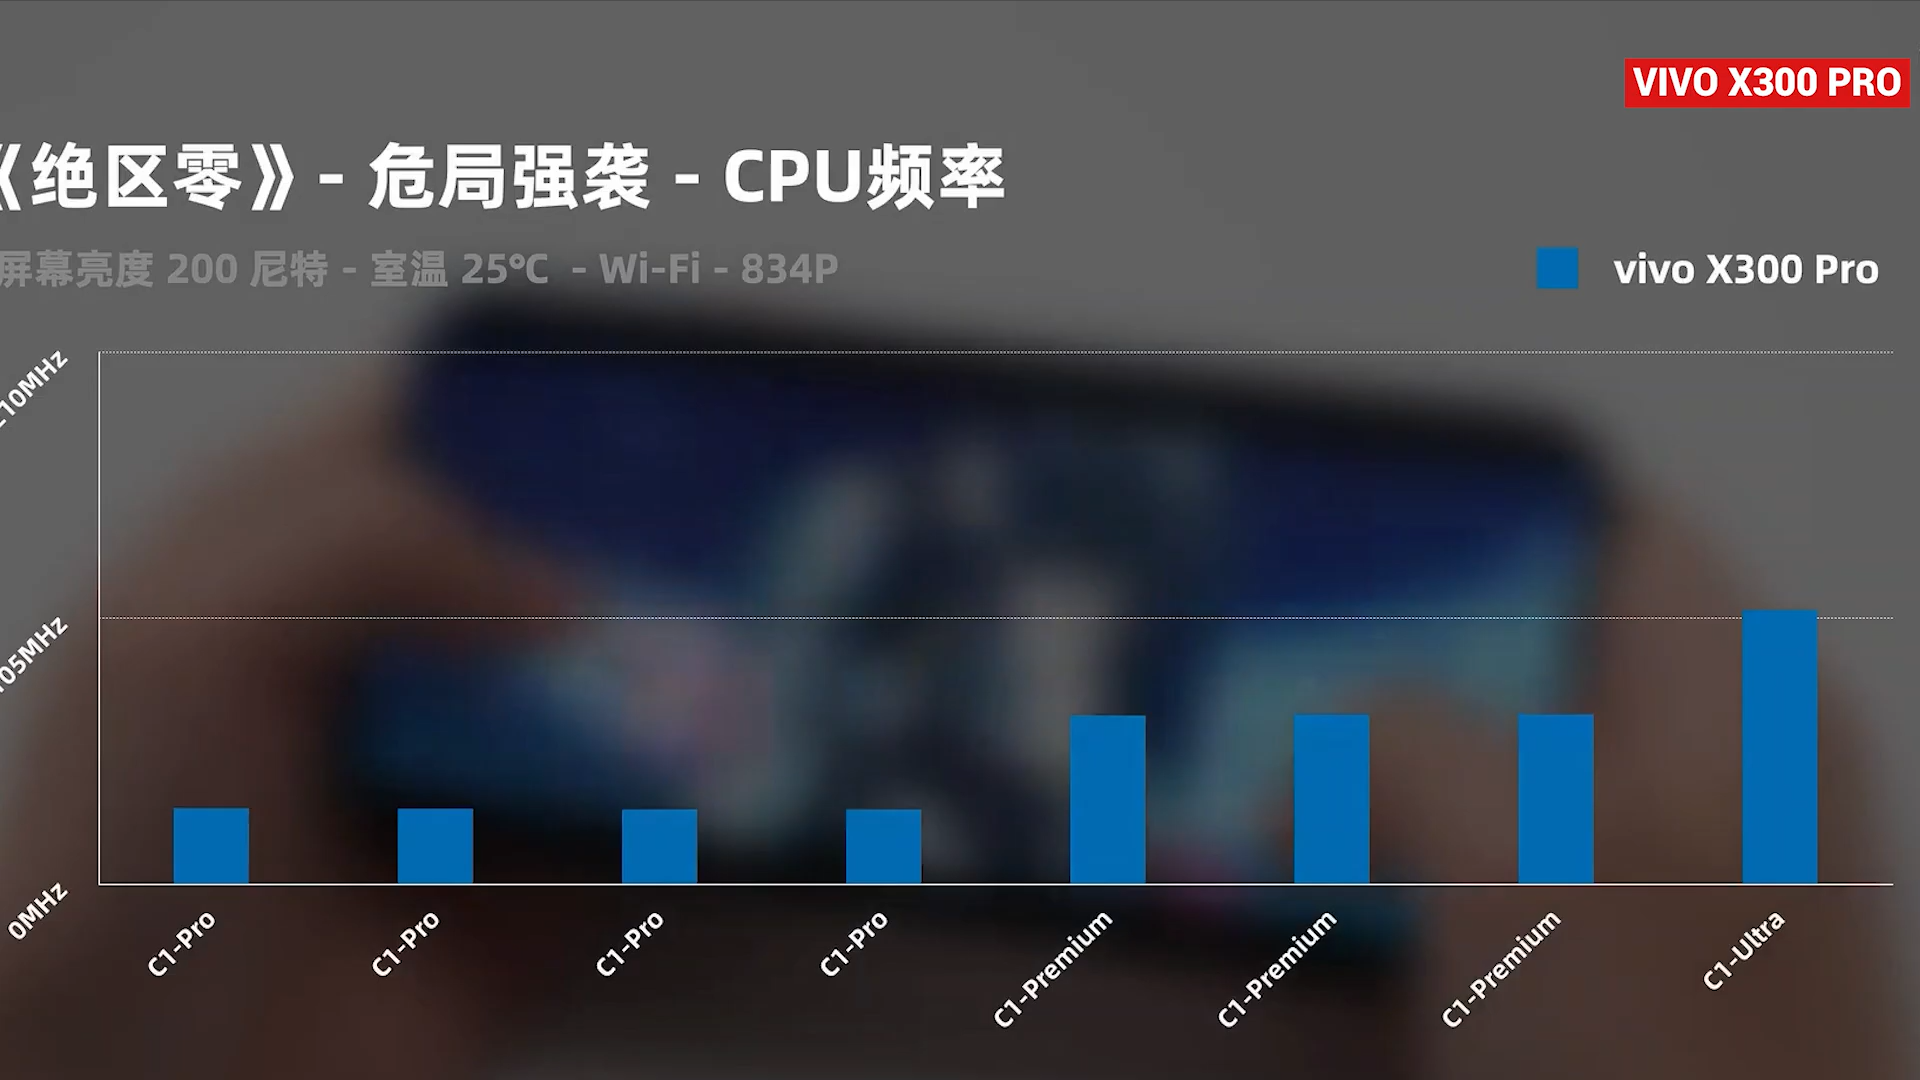 VIVO X300 PRO
《绝区零》- 危局强袭 - CPU频率
屏幕亮度 200 尼特 - 室温 25℃ - Wi-Fi - 834P
vivo X300 Pro
10MHz
05MHz
0MHz
C1-Pro
C1-Pro
C1-Pro
C1-Pro
C1-Premium
C1-Premium
C1-Premium
C1-Ultra